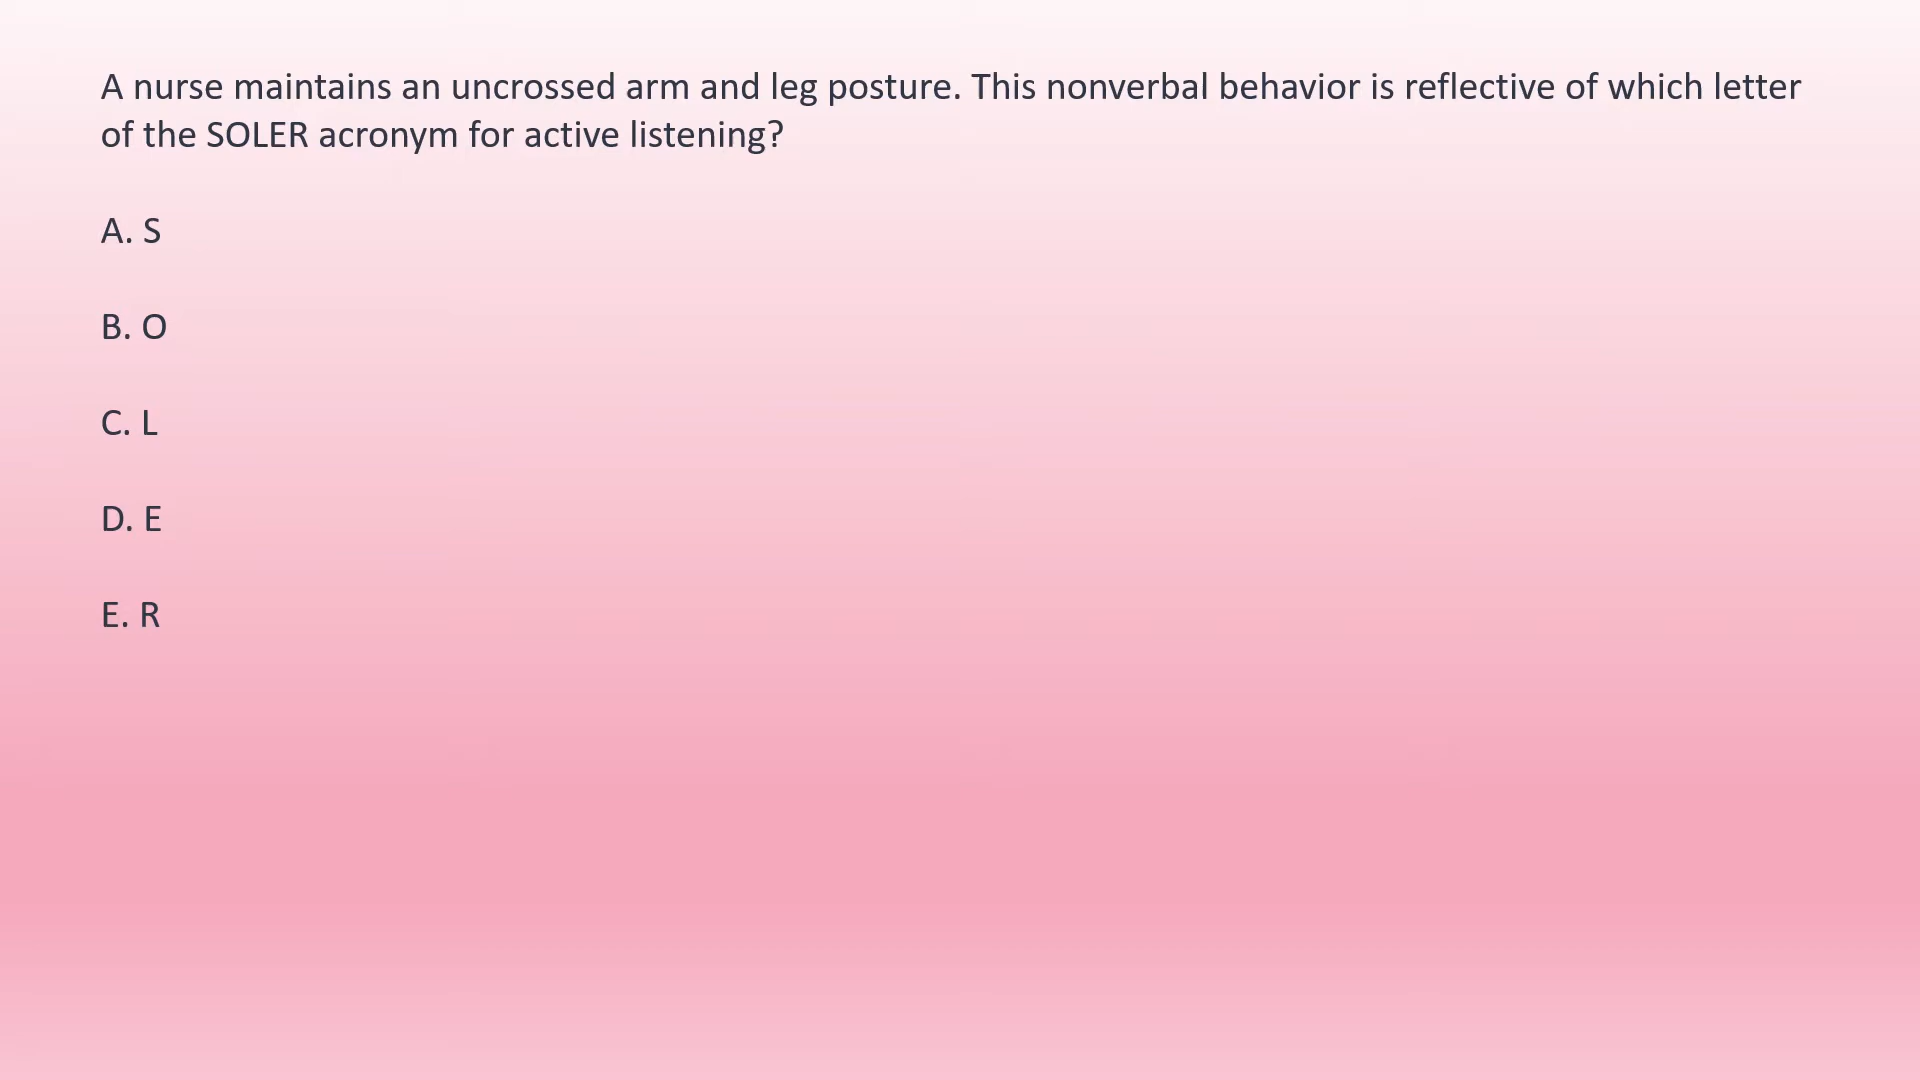 A nurse maintains an uncrossed arm and leg posture. This nonverbal behavior is reflective of which letter
of the SOLER acronym for active listening?
A. S
B. O
C. L
D. E
E. R